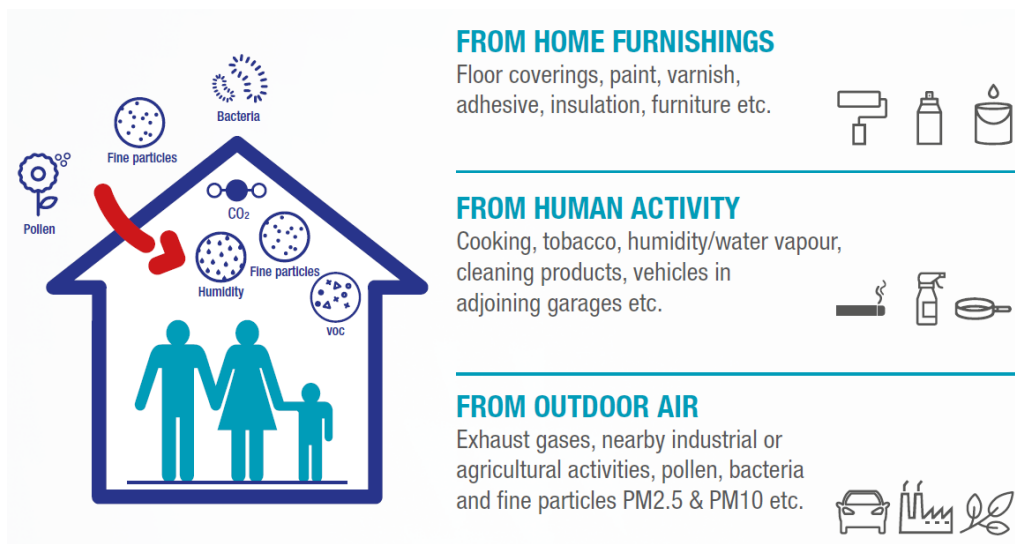 Bacteria
Fine particles
Pollen
CO₂
Fine particles
Humidity
VOC
FROM HOME FURNISHINGS
Floor coverings, paint, varnish,
adhesive, insulation, furniture etc.
FROM HUMAN ACTIVITY
Cooking, tobacco, humidity/water vapour,
cleaning products, vehicles in
adjoining garages etc.
FROM OUTDOOR AIR
Exhaust gases, nearby industrial or
agricultural activities, pollen, bacteria
and fine particles PM2.5 & PM10 etc.